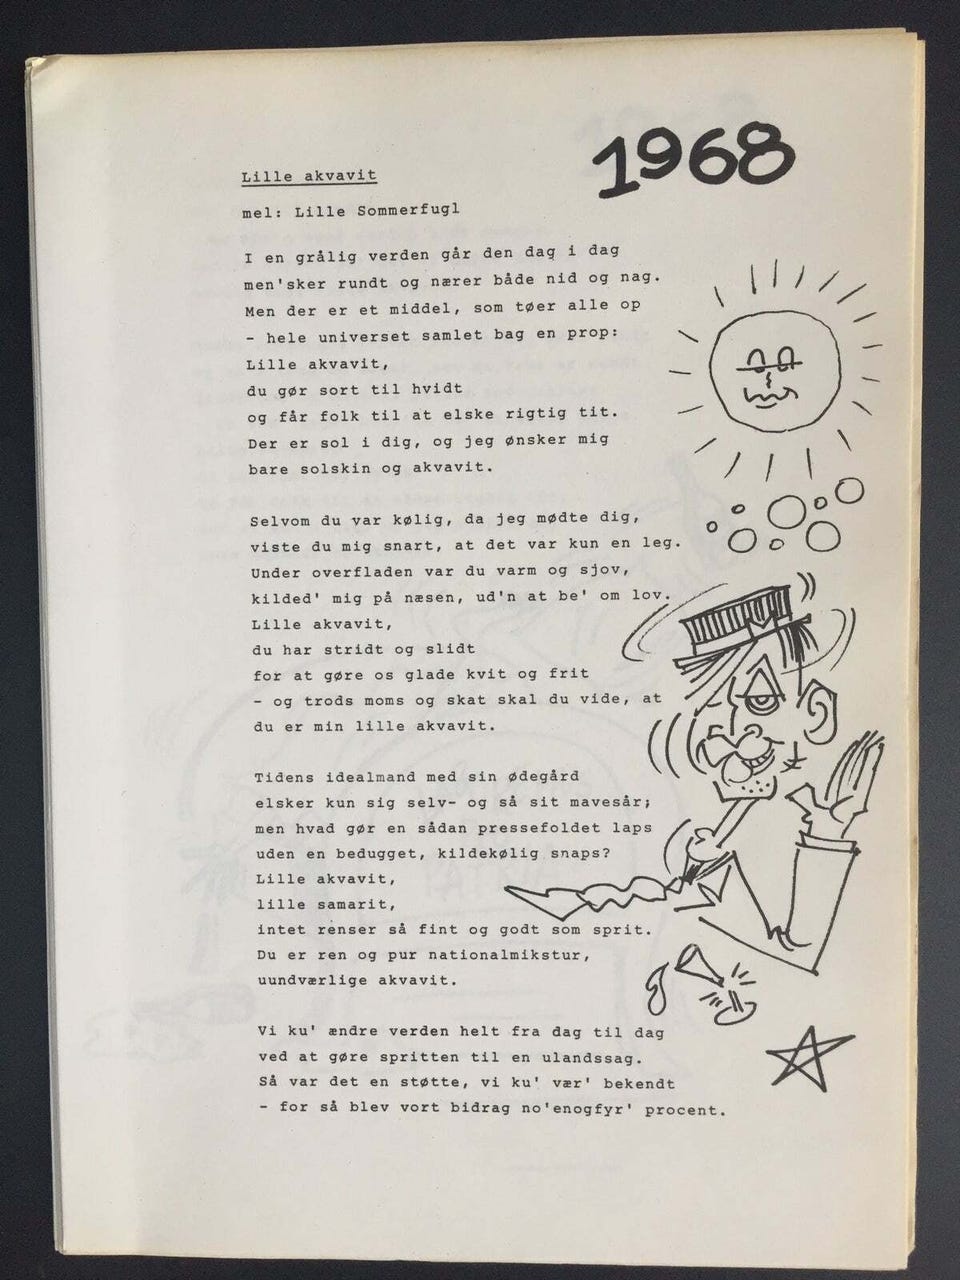 1968
Lille akvavit
mel: Lille Sommerfugl
I en grålig verden går den dag i dag
men'sker rundt og nærer både nid og nag.
Men der er et middel, som tøer alle op
- hele universet samlet bag en prop:
Lille akvavit,
du gør sort til hvidt
og får folk til at elske rigtig tit.
Der er sol i dig, og jeg ønsker mig
bare solskin og akvavit.
Selvom du var kølig, da jeg mødte dig,
viste du mig snart, at det var kun en leg.
Under overfladen var du varm og sjov,
kilded' mig på næsen, ud'n at be' om lov.
Lille akvavit,
du har stridt og slidt
for at gøre os glade kvit og frit
- og trods moms og skat skal du vide, at
du er min lille akvavit.
Tidens idealmand med sin ødegård
elsker kun sig selv- og så sit mavesår;
men hvad gør en sådan pressefoldet laps
uden en bedugget, kildekølig snaps?
Lille akvavit,
lille samarit,
intet renser så fint og godt som sprit.
Du er ren og pur nationalmikstur,
uundværlige akvavit.
Vi ku' ændre verden helt fra dag til dag
ved at gøre spritten til en ulandssag.
Så var det en støtte, vi ku' vær' bekendt
- for så blev vort bidrag no'enogfyr' procent.